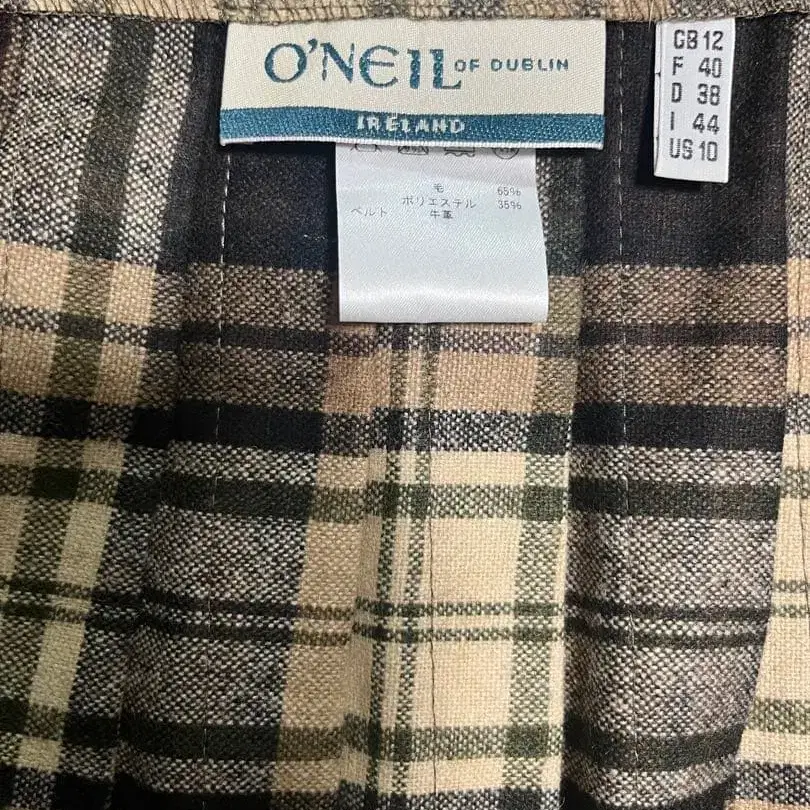 O'NEIL OF DUBLIN
IRELAND
GB 12
F 40
D 38
I 44
US 10
毛 65%
ポリエステル 35%
ベルト 牛革